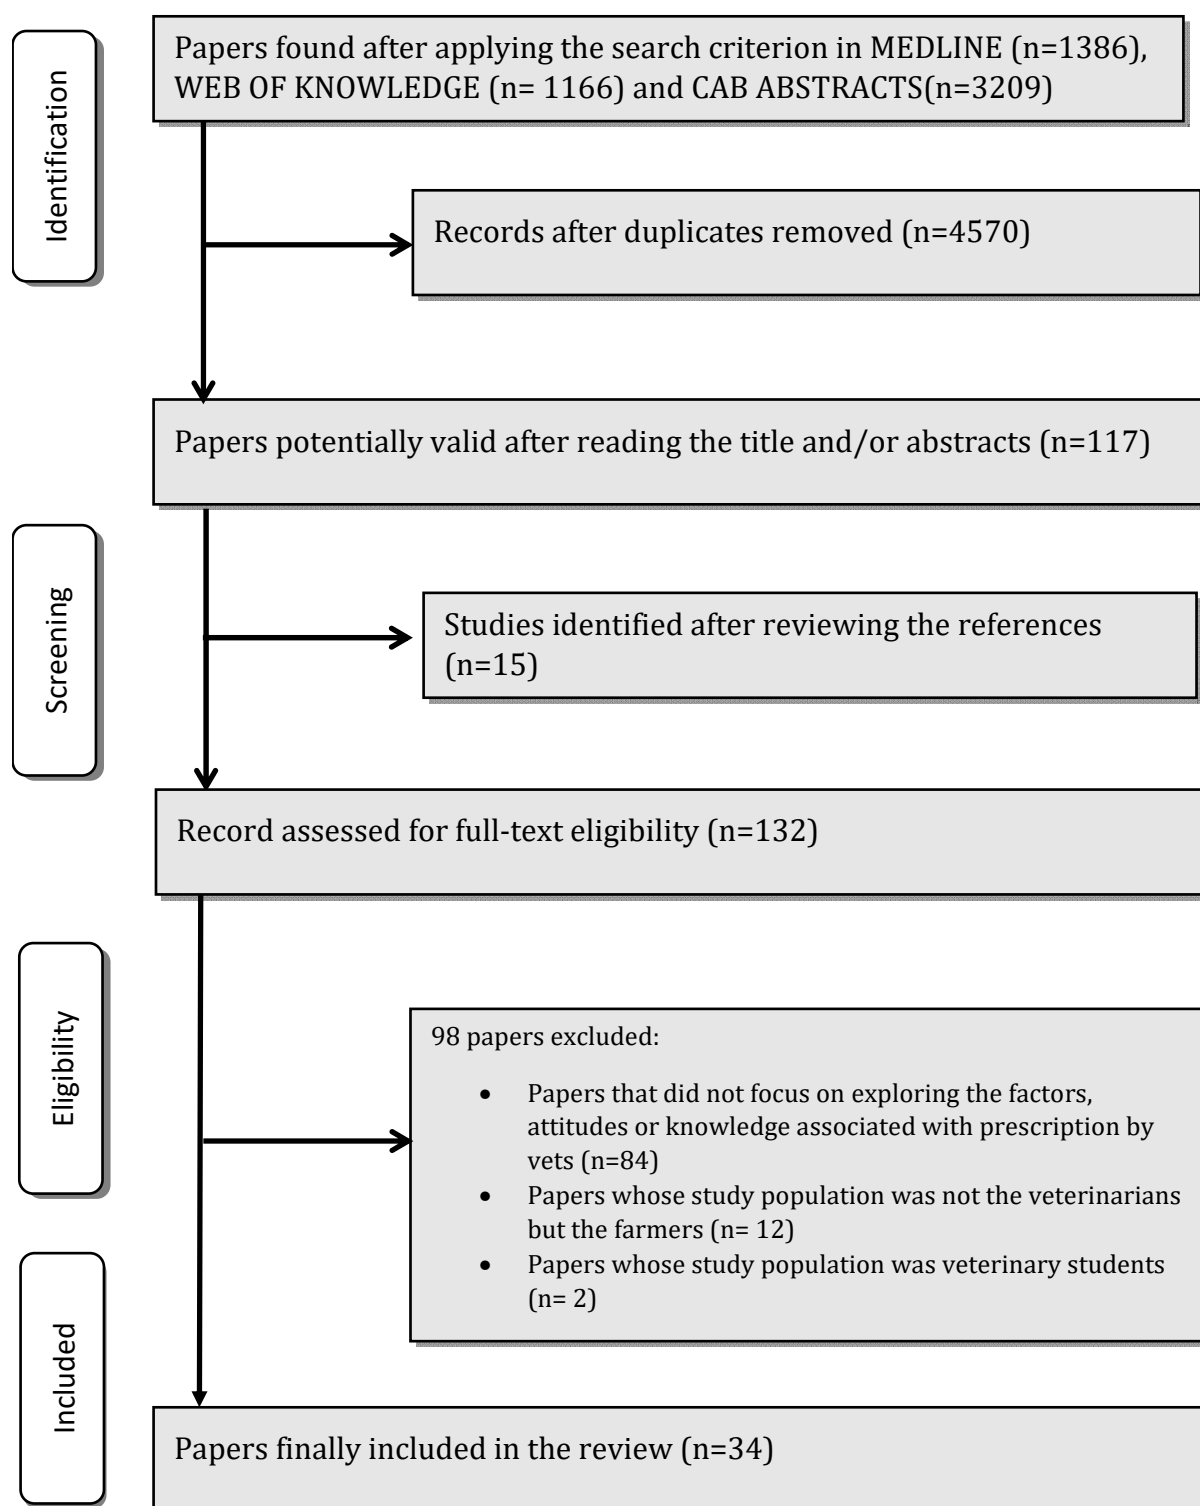 Identification
Papers found after applying the search criterion in MEDLINE (n=1386),
WEB OF KNOWLEDGE (n= 1166) and CAB ABSTRACTS(n=3209)
Records after duplicates removed (n=4570)
Papers potentially valid after reading the title and/or abstracts (n=117)
Screening
Studies identified after reviewing the references
(n=15)
Record assessed for full-text eligibility (n=132)
Eligibility
98 papers excluded:
• Papers that did not focus on exploring the factors,
attitudes or knowledge associated with prescription by
vets (n=84)
• Papers whose study population was not the veterinarians
but the farmers (n= 12)
• Papers whose study population was veterinary students
(n= 2)
Included
Papers finally included in the review (n=34)